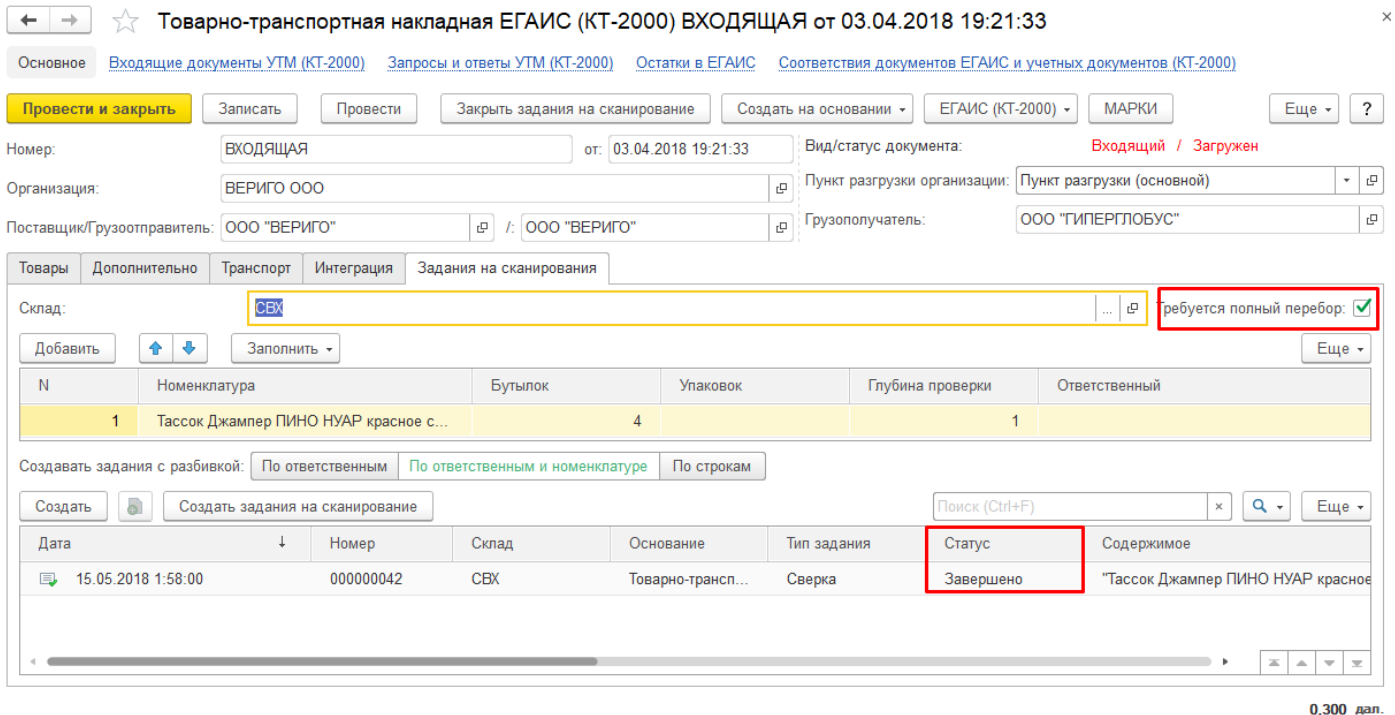 Товарно-транспортная накладная ЕГАИС (КТ-2000) ВХОДЯЩАЯ от 03.04.2018 19:21:33
Основное Входящие документы УТМ (КТ-2000) Запросы и ответы УТМ (КТ-2000) Остатки в ЕГАИС Соответствия документов ЕГАИС и учетных документов (КТ-2000)
Провести и закрыть Записать Провести Закрыть задания на сканирование Создать на основании ЕГАИС (КТ-2000) МАРКИ Еще ?
Номер: ВХОДЯЩАЯ от: 03.04.2018 19:21:33 Вид/статус документа: Входящий / Загружен
Организация: ВЕРИГО ООО Пункт разгрузки организации: Пункт разгрузки (основной)
Поставщик/Грузоотправитель: ООО "ВЕРИГО" /: ООО "ВЕРИГО" Грузополучатель: ООО "ГИПЕРГЛОБУС"
Товары Дополнительно Транспорт Интеграция Задания на сканирования
Склад: СВХ ... Требуется полный перебор:
Добавить Заполнить Еще
N Номенклатура Бутылок Упаковок Глубина проверки Ответственный
1 Тассок Джампер ПИНО НУАР красное с... 4 1
Создавать задания с разбивкой: По ответственным По ответственным и номенклатуре По строкам
Создать Создать задания на сканирование Поиск (Ctrl+F) × Еще
Дата ↓ Номер Склад Основание Тип задания Статус Содержимое
15.05.2018 1:58:00 000000042 СВХ Товарно-трансп... Сверка Завершено "Тассок Джампер ПИНО НУАР красное
0,300 дал.